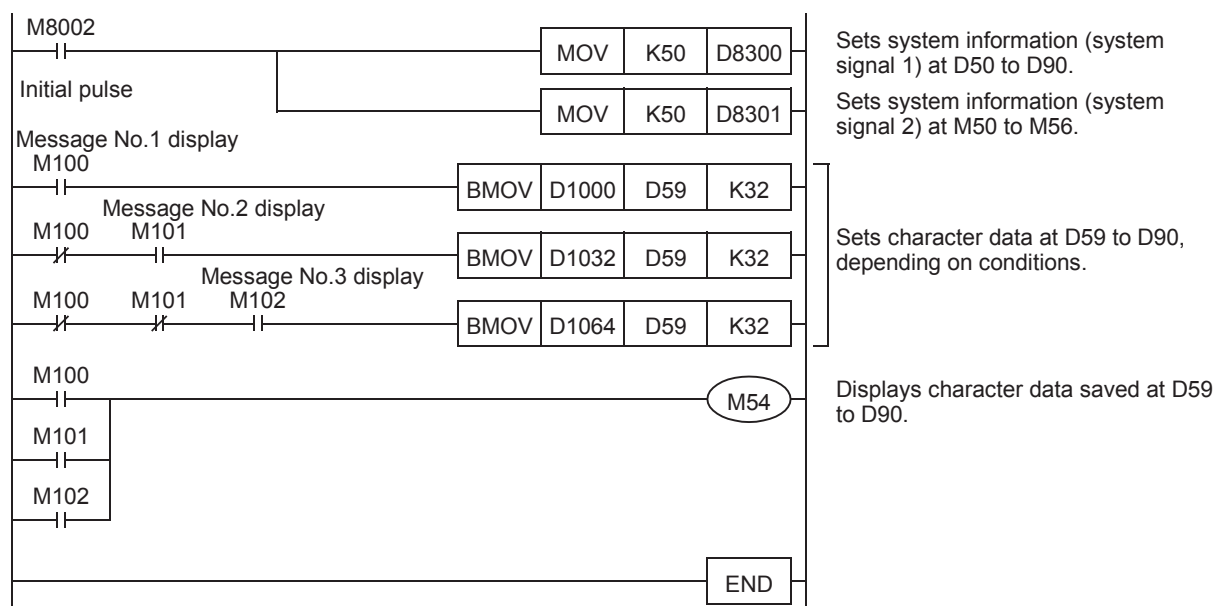 M8002
MOV K50 D8300
Sets system information (system
signal 1) at D50 to D90.
Initial pulse
MOV K50 D8301
Sets system information (system
signal 2) at M50 to M56.
Message No.1 display
M100
BMOV D1000 D59 K32
Message No.2 display
M100 M101
BMOV D1032 D59 K32
Sets character data at D59 to D90,
depending on conditions.
Message No.3 display
M100 M101 M102
BMOV D1064 D59 K32
M100
M54
Displays character data saved at D59
to D90.
M101
M102
END